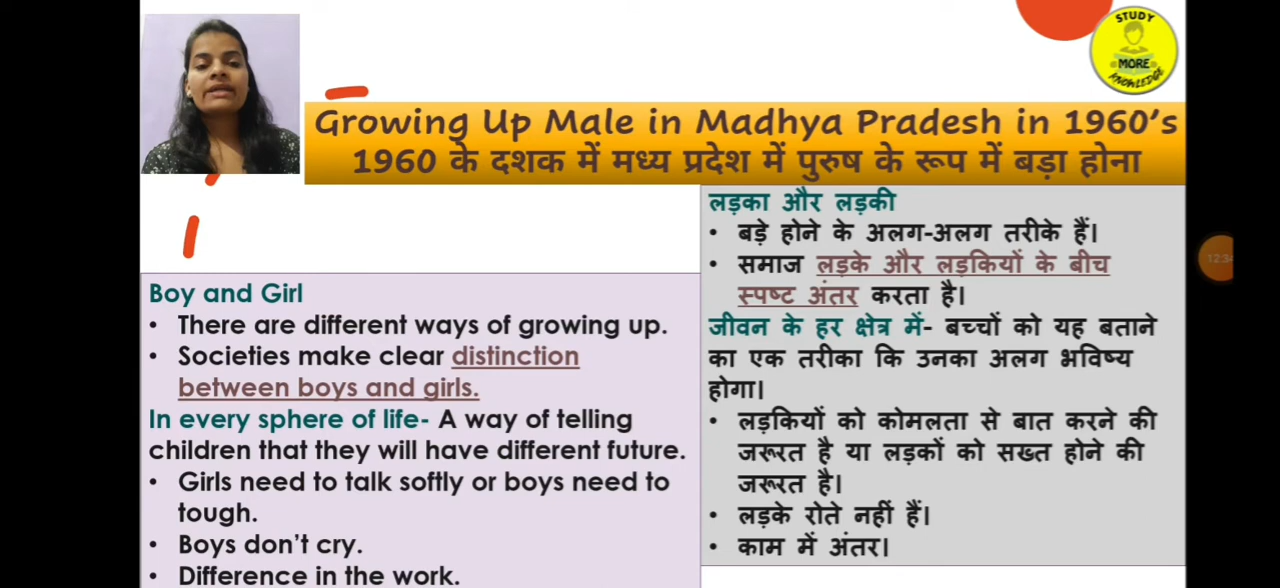 STUDY
MORE
KNOWLEDGE
Growing Up Male in Madhya Pradesh in 1960's
1960 के दशक में मध्य प्रदेश में पुरुष के रूप में बड़ा होना
Boy and Girl
• There are different ways of growing up.
• Societies make clear distinction
between boys and girls.
In every sphere of life- A way of telling
children that they will have different future.
• Girls need to talk softly or boys need to
tough.
• Boys don't cry.
• Difference in the work.
लड़का और लड़की
• बड़े होने के अलग-अलग तरीके हैं।
• समाज लड़के और लड़कियों के बीच
स्पष्ट अंतर करता है।
जीवन के हर क्षेत्र में- बच्चों को यह बताने
का एक तरीका कि उनका अलग भविष्य
होगा।
• लड़कियों को कोमलता से बात करने की
जरूरत है या लड़कों को सख्त होने की
जरूरत है।
• लड़के रोते नहीं हैं।
• काम में अंतर।